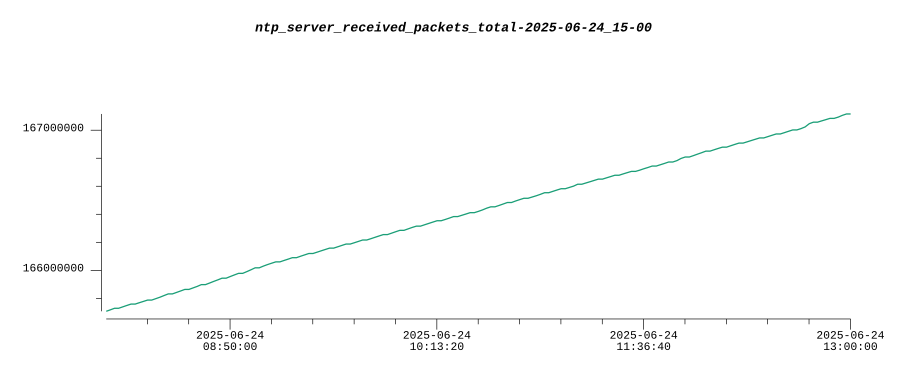 ntp_server_received_packets_total-2025-06-24_15-00
167000000
166000000
2025-06-24 2025-06-24 2025-06-24 2025-06-24
08:50:00 10:13:20 11:36:40 13:00:00